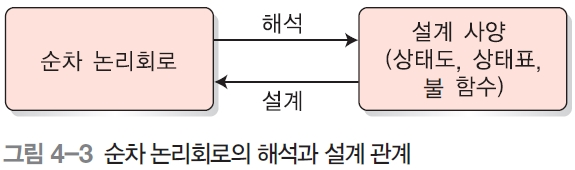 순차 논리회로
해석
설계
설계 사양
(상태도, 상태표,
불 함수)
그림 4-3 순차 논리회로의 해석과 설계 관계